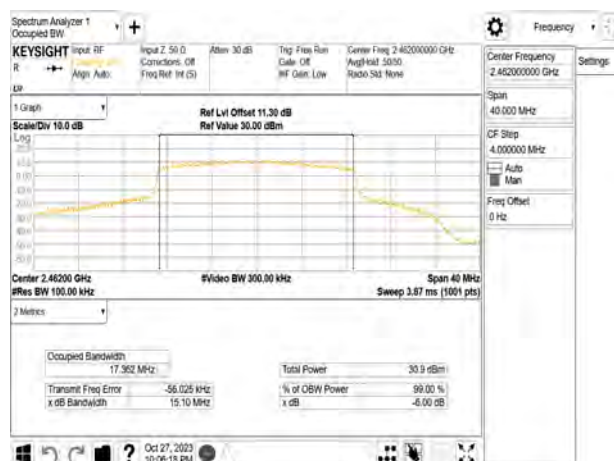 Spectrum Analyzer 1
Occupied BW
+
Frequency
KEYSIGHT Input: RF
R
Align: Auto
Input Z: 50 Ω
Corrections: Off
Freq Ref: Int (S)
Atten: 30 dB
Trig: Free Run
Gate: Off
#IF Gain: Low
Center Freq: 2.462000000 GHz
Avg|Hold: 50/50
Radio Std: None
Center Frequency
2.462000000 GHz
Settings
Span
40.000 MHz
CF Step
4.000000 MHz
Auto
Man
Freq Offset
0 Hz
1 Graph
Scale/Div 10.0 dB
Ref Lvl Offset 11.30 dB
Ref Value 30.00 dBm
Log
Center 2.46200 GHz
#Res BW 100.00 kHz
#Video BW 300.00 kHz
Span 40 MHz
Sweep 3.87 ms (1001 pts)
2 Metrics
Occupied Bandwidth
17.362 MHz
Total Power 30.9 dBm
Transmit Freq Error -56.025 kHz
% of OBW Power 99.00 %
x dB Bandwidth 15.10 MHz
x dB -6.00 dB
?
Oct 27, 2023
10:06:18 PM